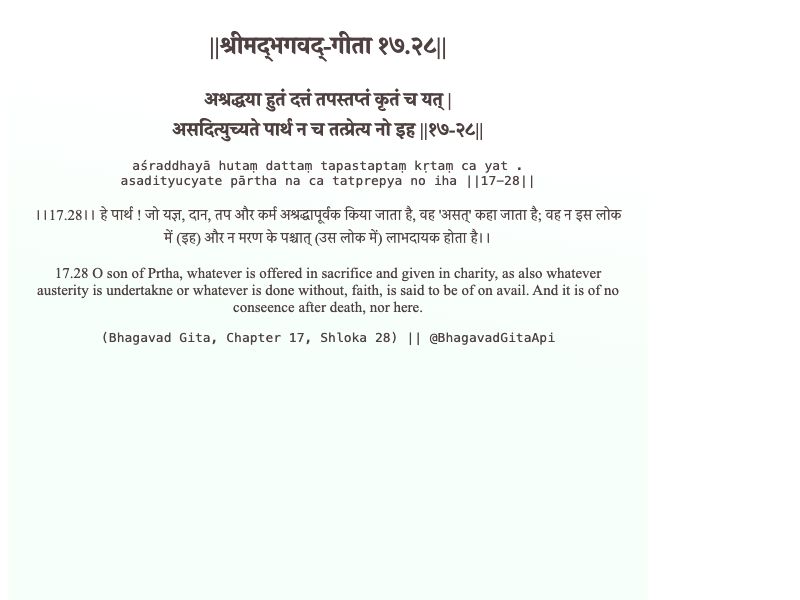 ||श्रीमद्‍भगवद्‍-गीता १७.२८||
अश्रद्धया हुतं दत्तं तपस्तप्तं कृतं च यत् |
असदित्युच्यते पार्थ न च तत्प्रेत्य नो इह ||१७-२८||
aśraddhayā hutaṃ dattaṃ tapastaptaṃ kṛtaṃ ca yat .
asadityucyate pārtha na ca tatprepya no iha ||17-28||
।।17.28।। हे पार्थ ! जो यज्ञ, दान, तप और कर्म अश्रद्धापूर्वक किया जाता है, वह 'असत्' कहा जाता है; वह न इस लोक
में (इह) और न मरण के पश्चात् (उस लोक में) लाभदायक होता है।।
17.28 O son of Prtha, whatever is offered in sacrifice and given in charity, as also whatever
austerity is undertakne or whatever is done without, faith, is said to be of on avail. And it is of no
conseence after death, nor here.
(Bhagavad Gita, Chapter 17, Shloka 28) || @BhagavadGitaApi